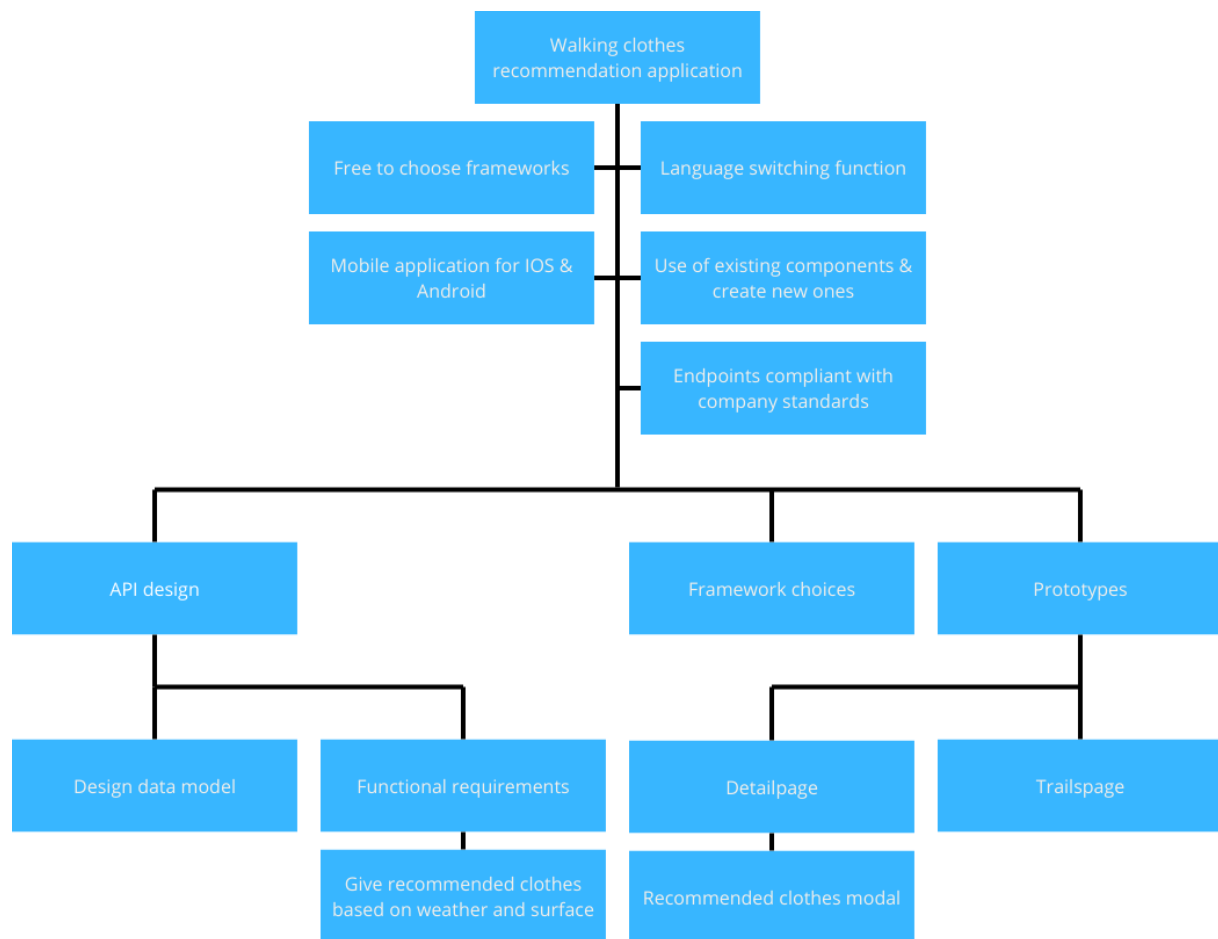 Walking clothes
recommendation application
Free to choose frameworks
Language switching function
Mobile application for IOS &
Android
Use of existing components &
create new ones
Endpoints compliant with
company standards
API design
Framework choices
Prototypes
Design data model
Functional requirements
Detailpage
Trailspage
Give recommended clothes
based on weather and surface
Recommended clothes modal